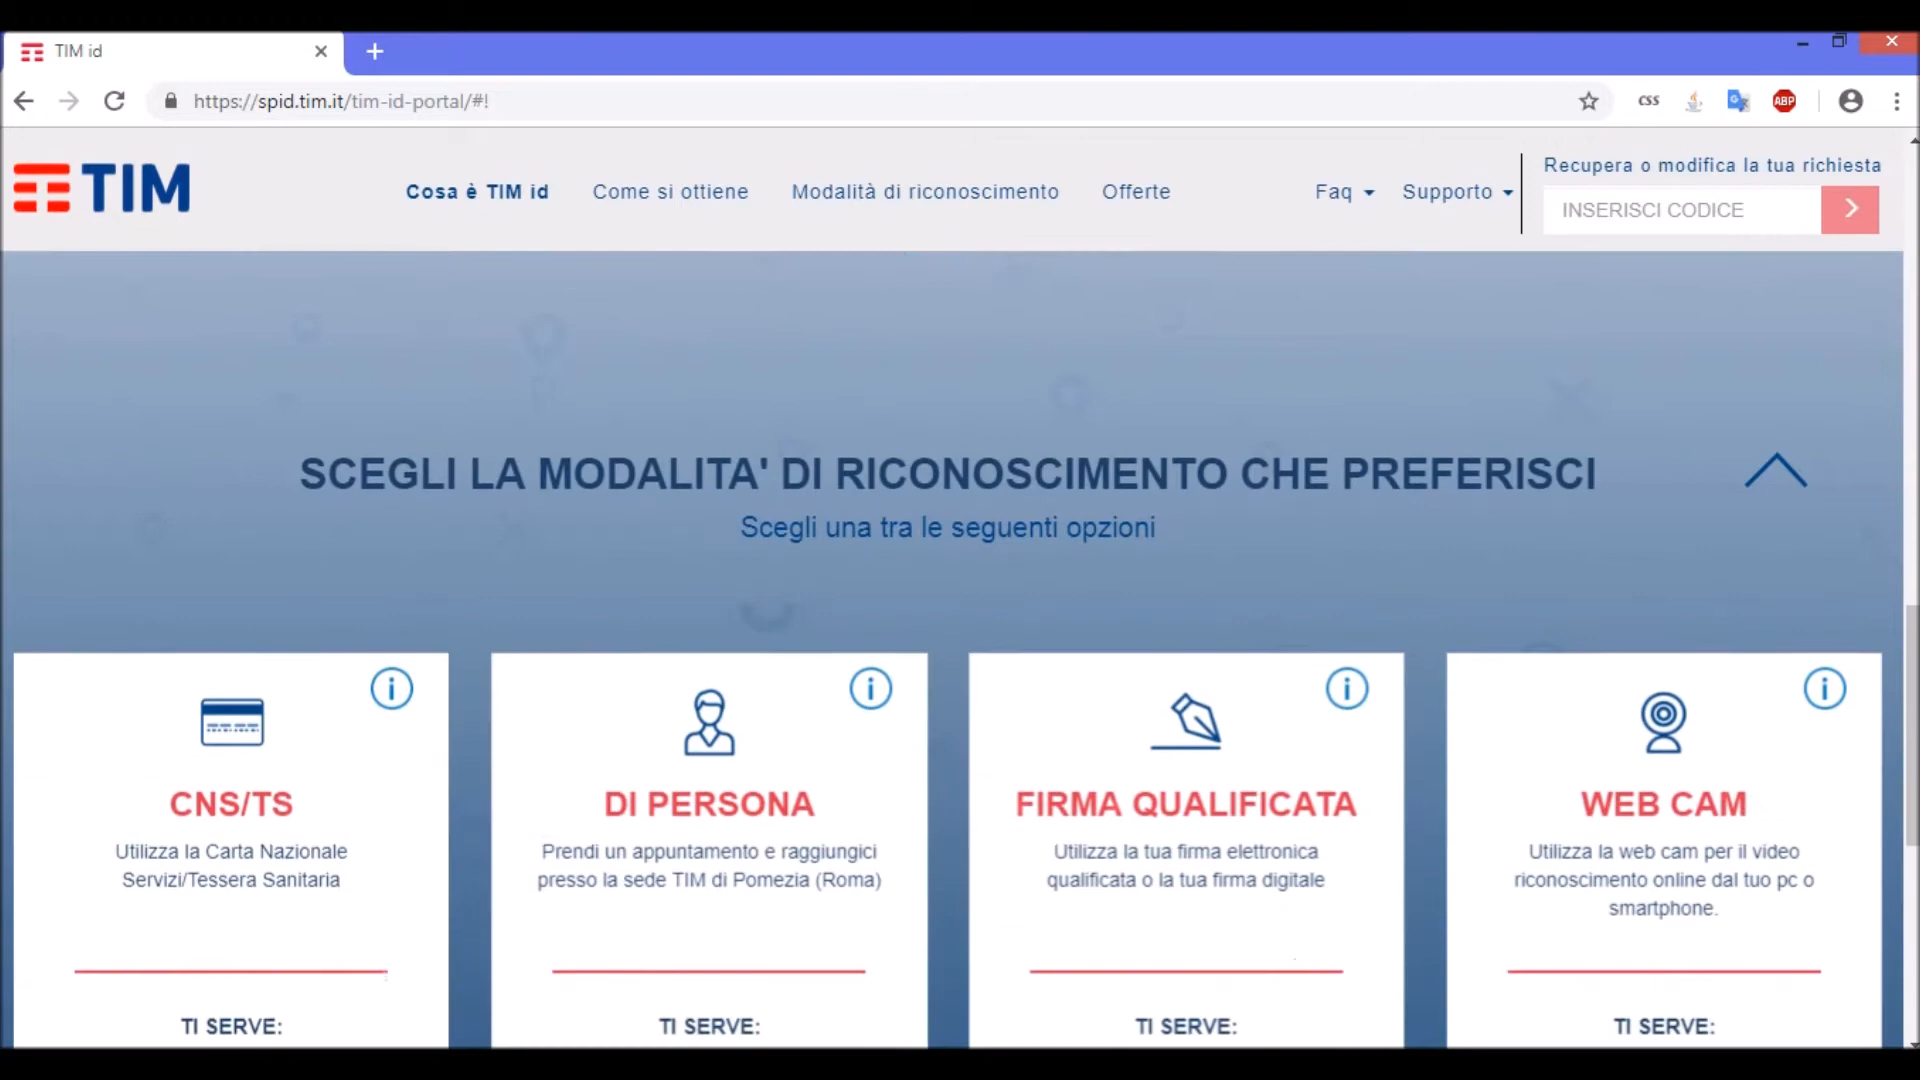 TIM id
https://spid.tim.it/tim-id-portal/#!
CSS
ABP
TIM
Cosa è TIM id
Come si ottiene
Modalità di riconoscimento
Offerte
Faq
Supporto
Recupera o modifica la tua richiesta
INSERISCI CODICE
SCEGLI LA MODALITA' DI RICONOSCIMENTO CHE PREFERISCI
Scegli una tra le seguenti opzioni
CNS/TS
Utilizza la Carta Nazionale
Servizi/Tessera Sanitaria
TI SERVE:
DI PERSONA
Prendi un appuntamento e raggiungici
presso la sede TIM di Pomezia (Roma)
TI SERVE:
FIRMA QUALIFICATA
Utilizza la tua firma elettronica
qualificata o la tua firma digitale
TI SERVE:
WEB CAM
Utilizza la web cam per il video
riconoscimento online dal tuo pc o
smartphone.
TI SERVE: